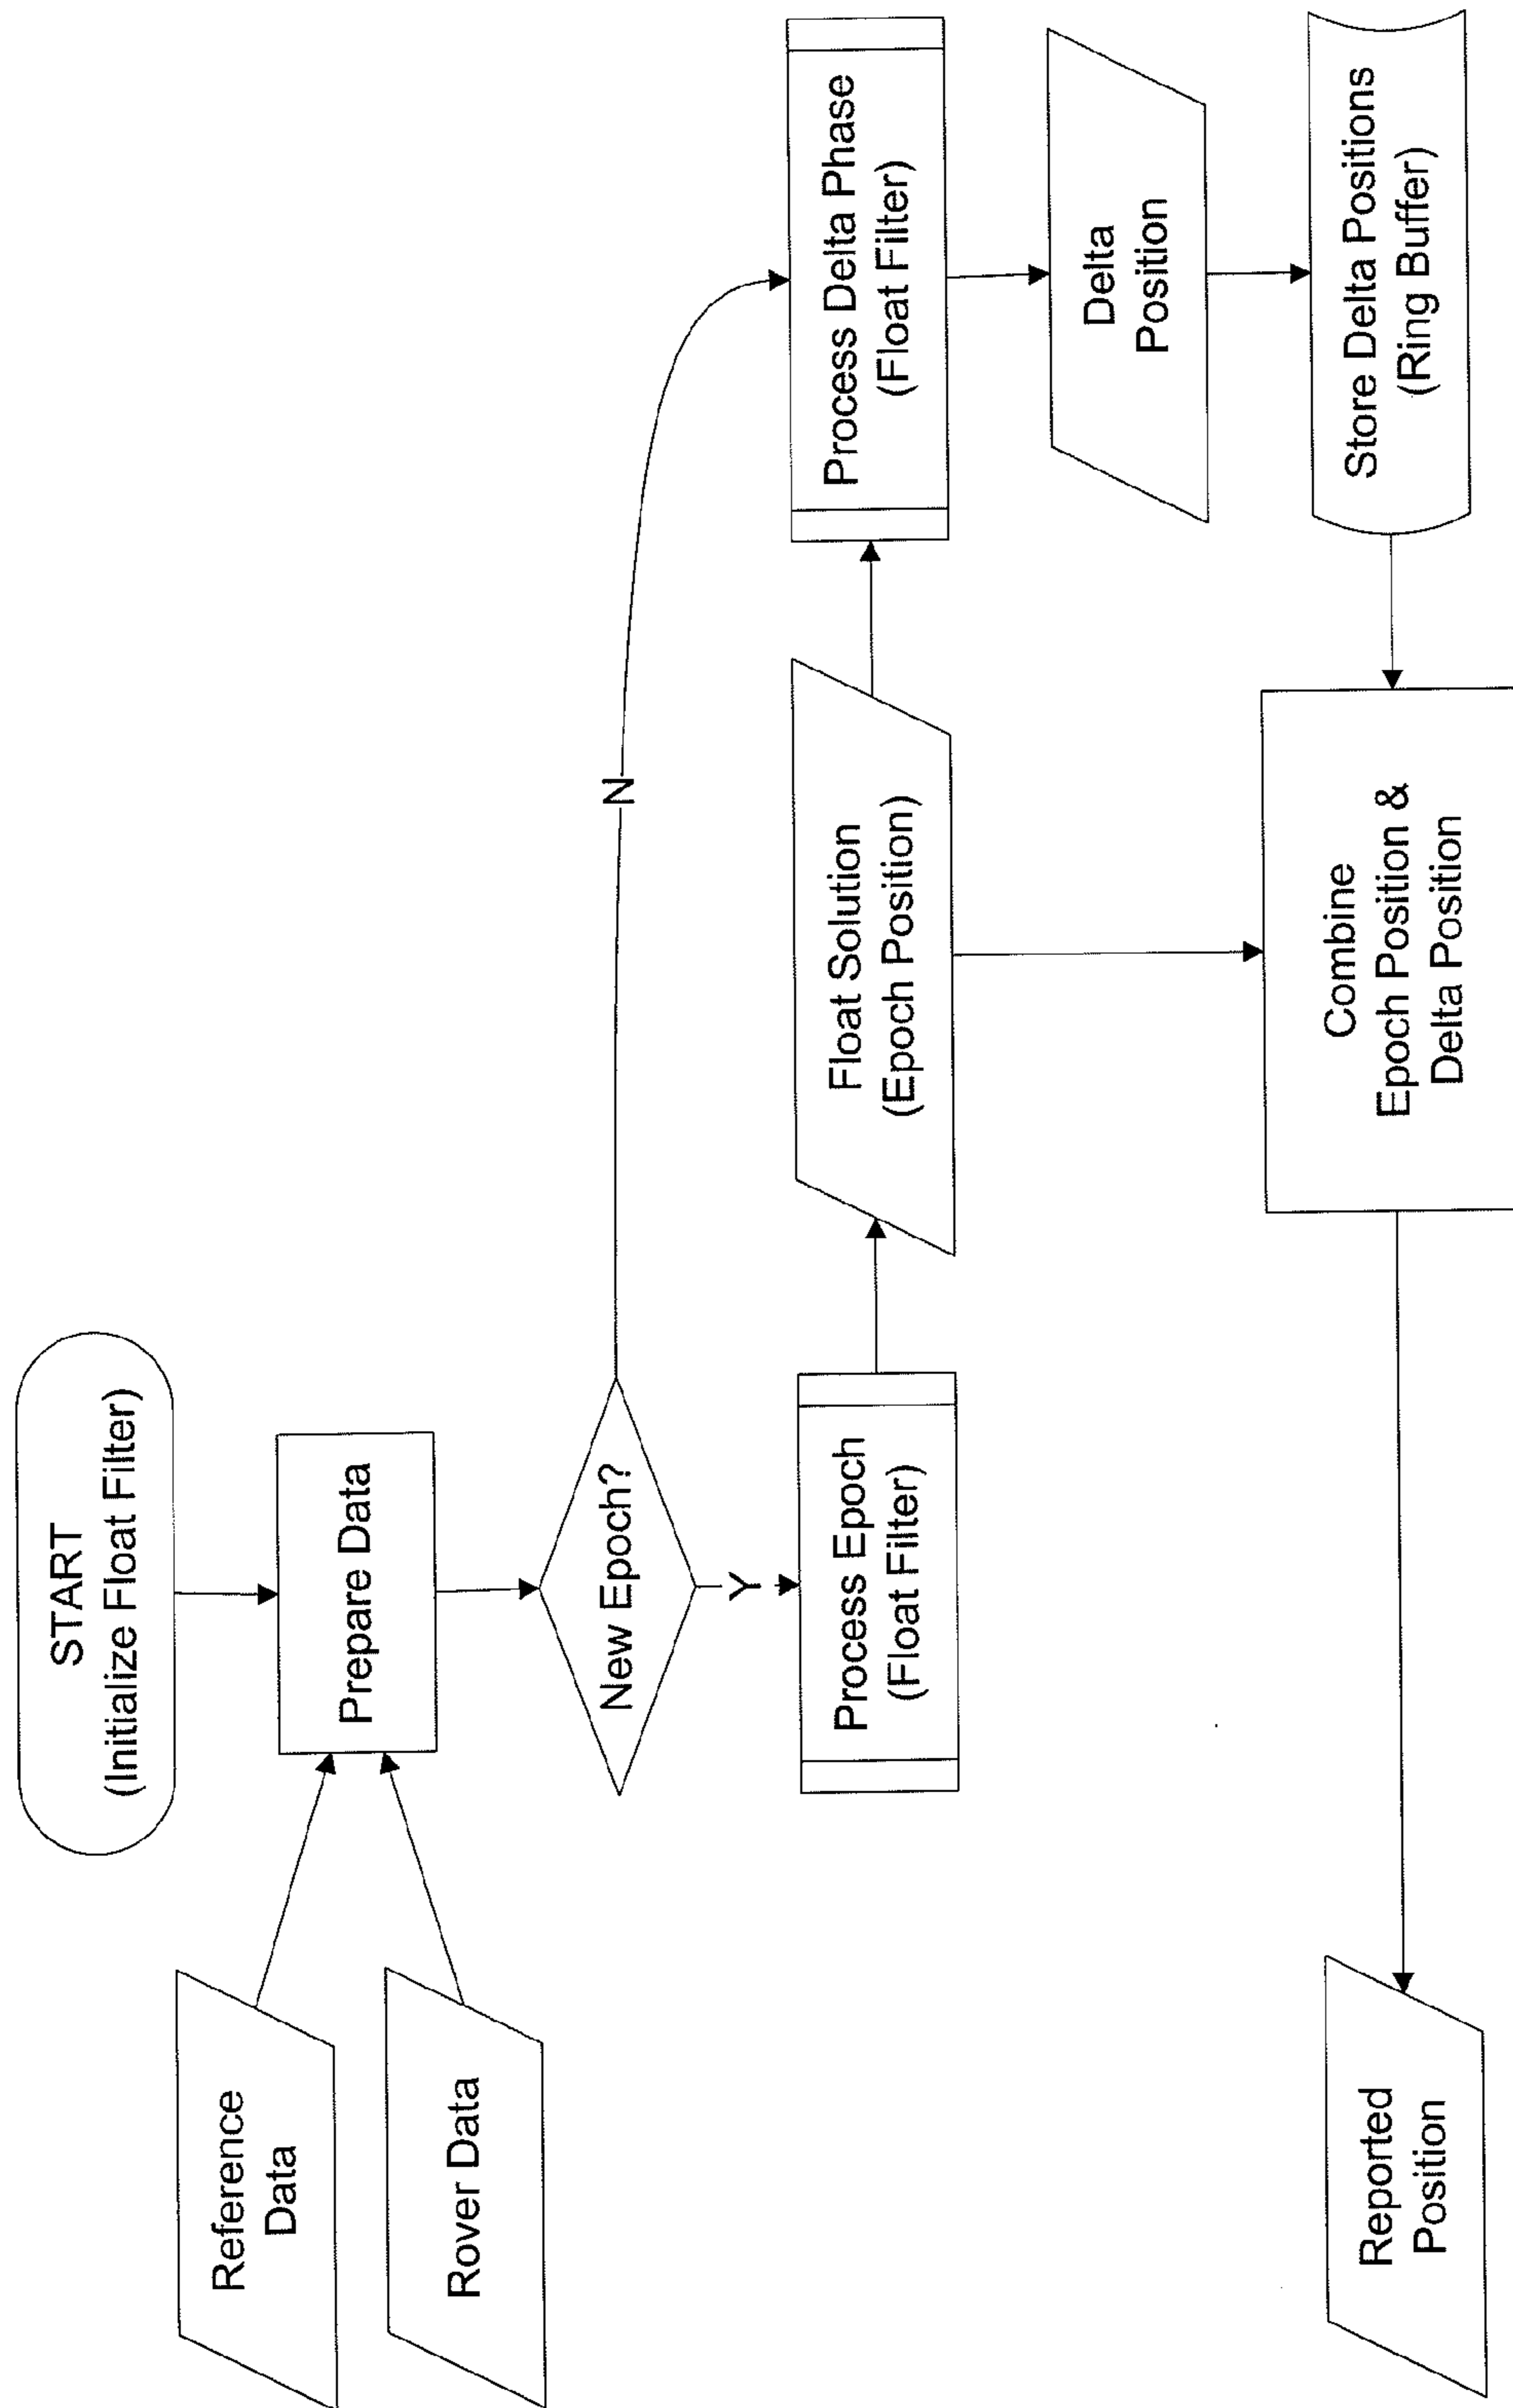 START
(Initialize Float Filter)
Reference
Data
Prepare Data
Rover Data
New Epoch?
N
Y
Process Epoch
(Float Filter)
Float Solution
(Epoch Position)
Process Delta Phase
(Float Filter)
Delta
Position
Reported
Position
Combine
Epoch Position &
Delta Position
Store Delta Positions
(Ring Buffer)